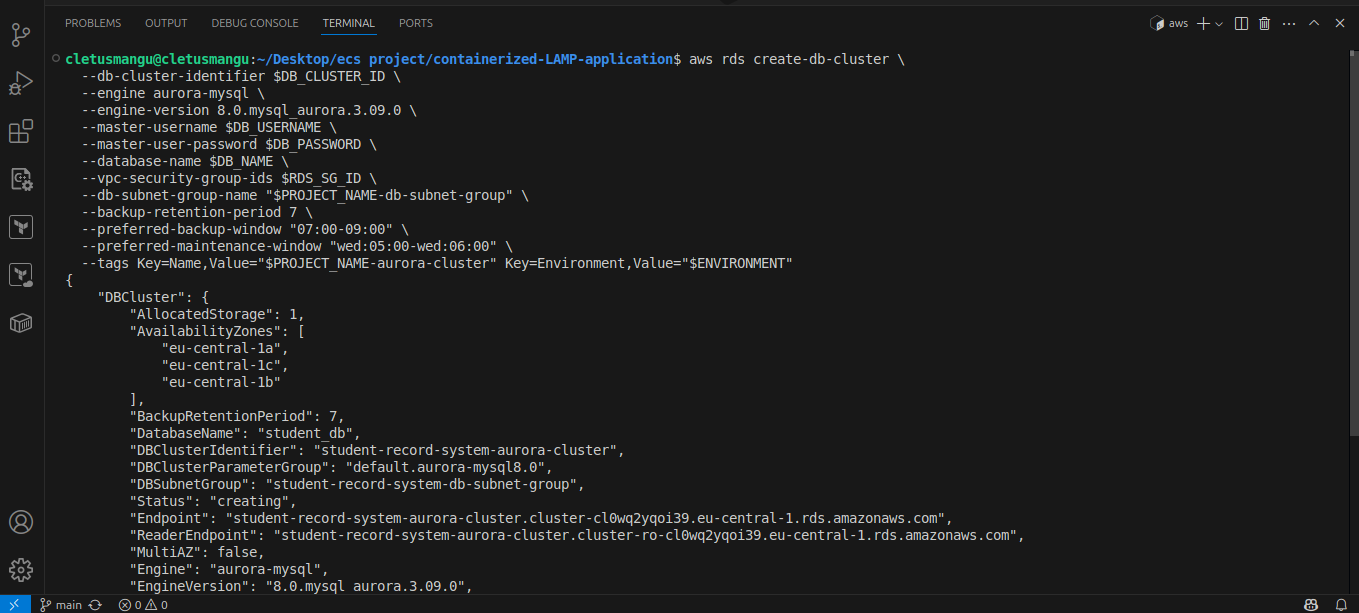 PROBLEMS OUTPUT DEBUG CONSOLE TERMINAL PORTS aws
cletusmangu@cletusmangu:~/Desktop/ecs project/containerized-LAMP-application$ aws rds create-db-cluster \
--db-cluster-identifier $DB_CLUSTER_ID \
--engine aurora-mysql \
--engine-version 8.0.mysql_aurora.3.09.0 \
--master-username $DB_USERNAME \
--master-user-password $DB_PASSWORD \
--database-name $DB_NAME \
--vpc-security-group-ids $RDS_SG_ID \
--db-subnet-group-name "$PROJECT_NAME-db-subnet-group" \
--backup-retention-period 7 \
--preferred-backup-window "07:00-09:00" \
--preferred-maintenance-window "wed:05:00-wed:06:00" \
--tags Key=Name,Value="$PROJECT_NAME-aurora-cluster" Key=Environment,Value="$ENVIRONMENT"
{
"DBCluster": {
"AllocatedStorage": 1,
"AvailabilityZones": [
"eu-central-1a",
"eu-central-1c",
"eu-central-1b"
],
"BackupRetentionPeriod": 7,
"DatabaseName": "student_db",
"DBClusterIdentifier": "student-record-system-aurora-cluster",
"DBClusterParameterGroup": "default.aurora-mysql8.0",
"DBSubnetGroup": "student-record-system-db-subnet-group",
"Status": "creating",
"Endpoint": "student-record-system-aurora-cluster.cluster-cl0wq2yqoi39.eu-central-1.rds.amazonaws.com",
"ReaderEndpoint": "student-record-system-aurora-cluster.cluster-ro-cl0wq2yqoi39.eu-central-1.rds.amazonaws.com",
"MultiAZ": false,
"Engine": "aurora-mysql",
"EngineVersion": "8.0.mysql_aurora.3.09.0",
main 0 0